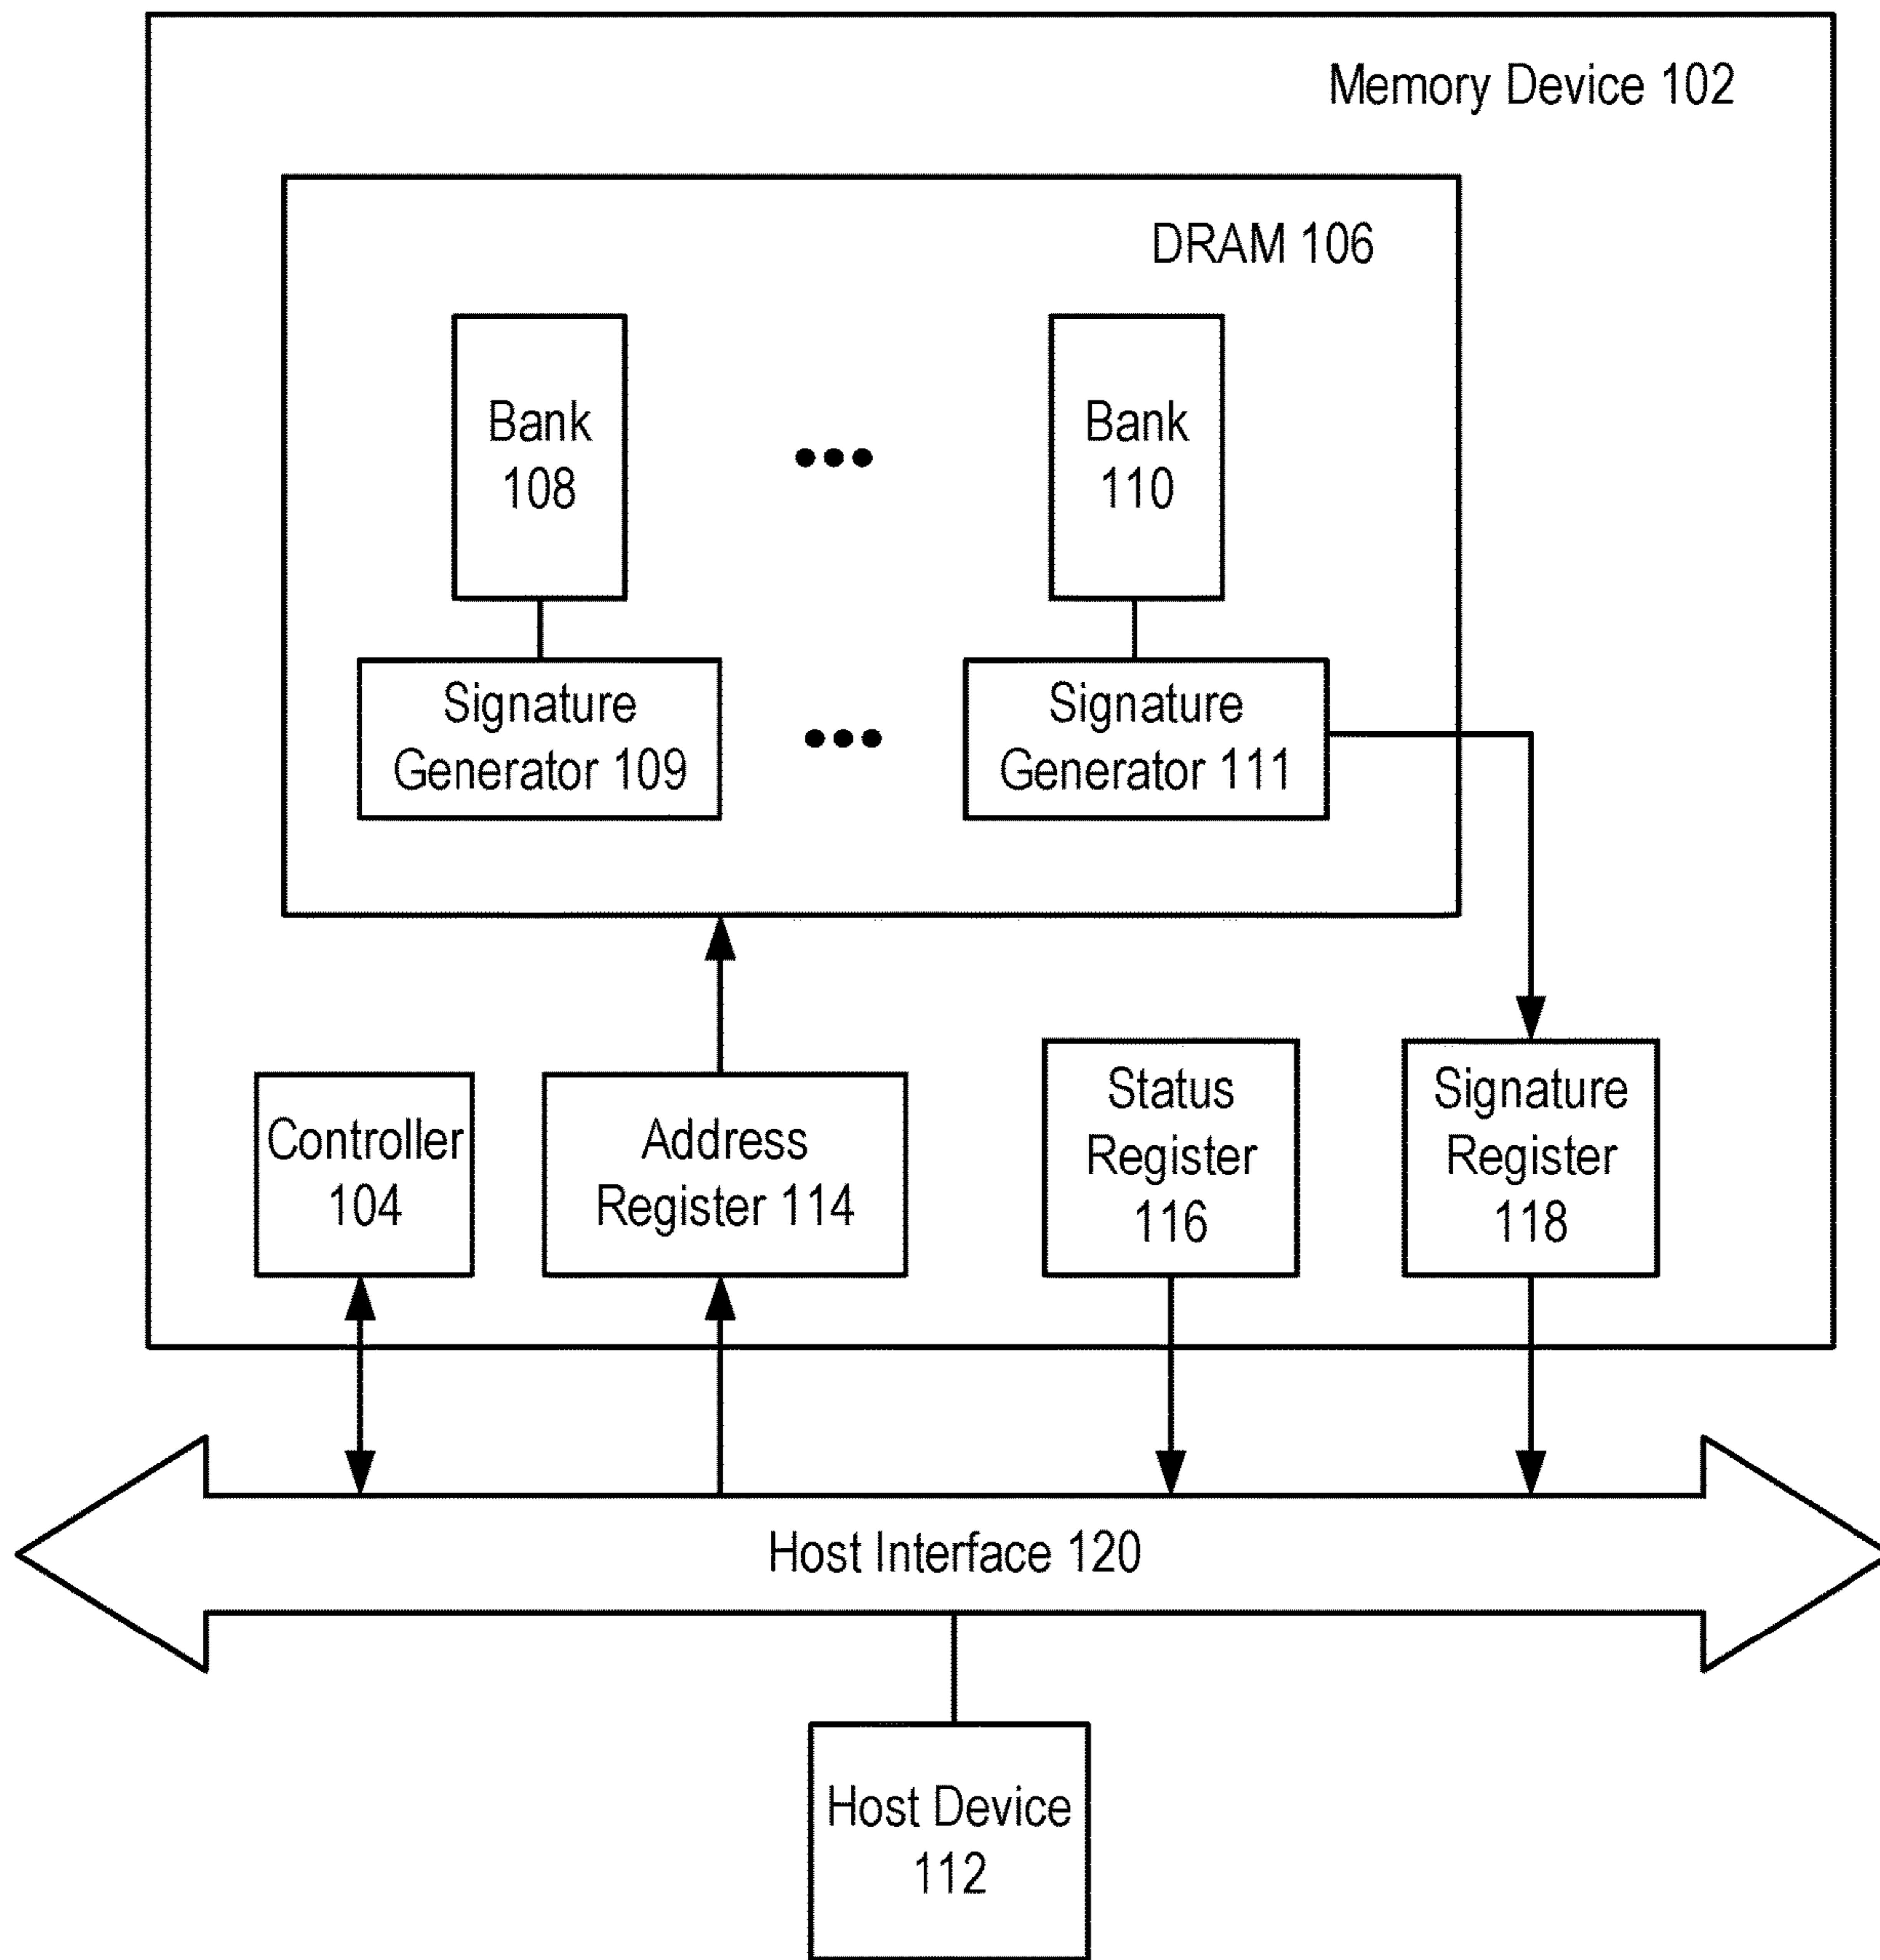 Memory Device 102
DRAM 106
Bank
108
Bank
110
Signature
Generator 109
Signature
Generator 111
Controller
104
Address
Register 114
Status
Register
116
Signature
Register
118
Host Interface 120
Host Device
112